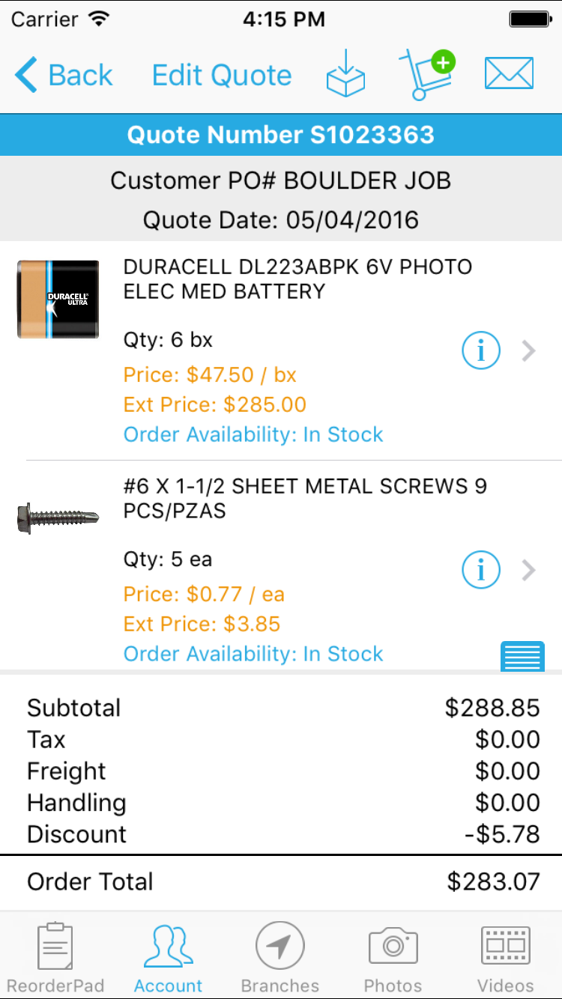 Carrier 4:15 PM
Back Edit Quote
Quote Number S1023363
Customer PO# BOULDER JOB
Quote Date: 05/04/2016
DURACELL DL223ABPK 6V PHOTO
ELEC MED BATTERY
DURACELL
ULTRA
Qty: 6 bx
Price: $47.50 / bx
Ext Price: $285.00
Order Availability: In Stock
#6 X 1-1/2 SHEET METAL SCREWS 9
PCS/PZAS
Qty: 5 ea
Price: $0.77 / ea
Ext Price: $3.85
Order Availability: In Stock
Subtotal $288.85
Tax $0.00
Freight $0.00
Handling $0.00
Discount -$5.78
Order Total $283.07
ReorderPad Account Branches Photos Videos